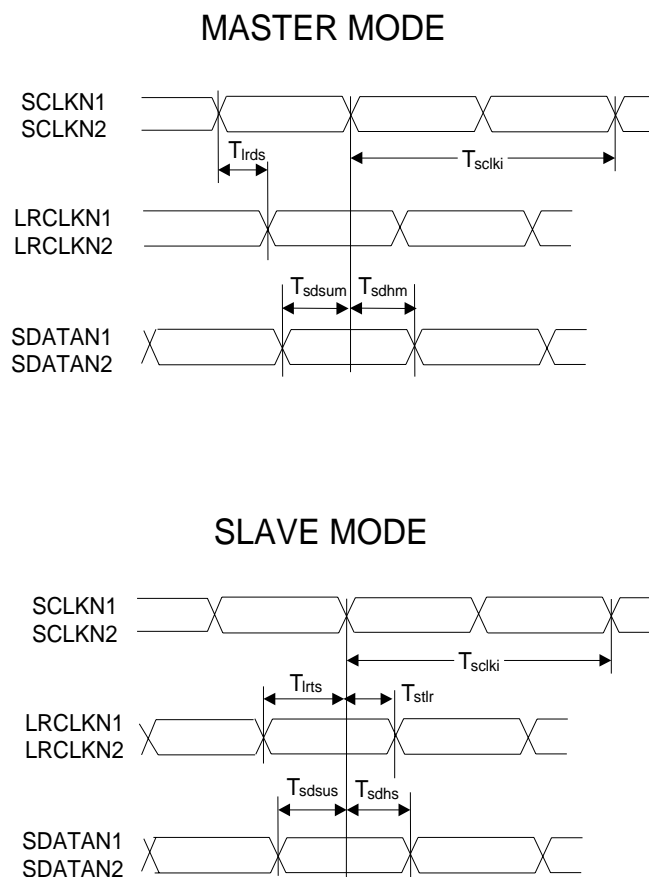 MASTER MODE
SCLKN1
SCLKN2
Tlrds
Tsclki
LRCLKN1
LRCLKN2
Tsdsum
Tsdhm
SDATAN1
SDATAN2
SLAVE MODE
SCLKN1
SCLKN2
Tsclki
Tlrts
Tstlr
LRCLKN1
LRCLKN2
Tsdsus
Tsdhs
SDATAN1
SDATAN2